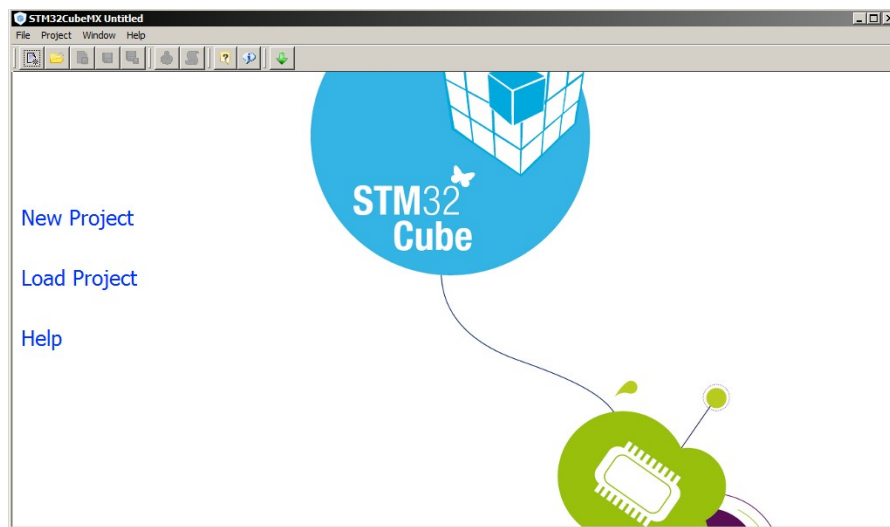 STM32CubeMX Untitled
File Project Window Help
STM32
Cube
New Project
Load Project
Help